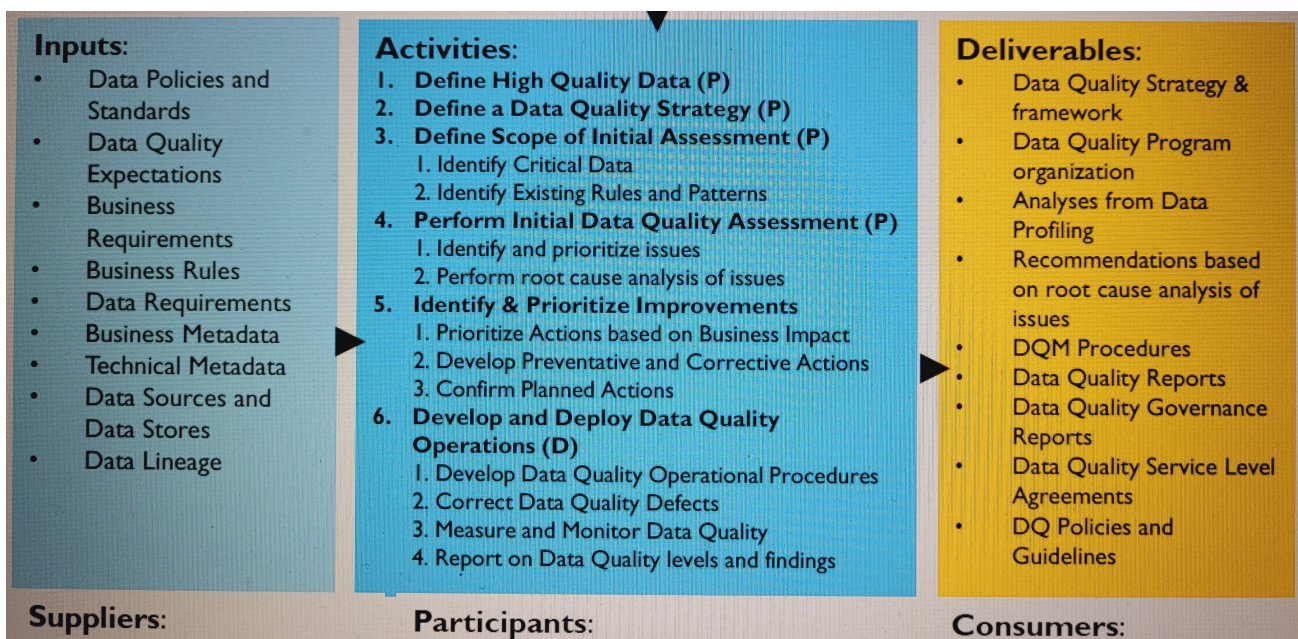 Inputs:
• Data Policies and
Standards
• Data Quality
Expectations
• Business
Requirements
• Business Rules
• Data Requirements
• Business Metadata
• Technical Metadata
• Data Sources and
Data Stores
• Data Lineage
Suppliers:
Activities:
1. Define High Quality Data (P)
2. Define a Data Quality Strategy (P)
3. Define Scope of Initial Assessment (P)
1. Identify Critical Data
2. Identify Existing Rules and Patterns
4. Perform Initial Data Quality Assessment (P)
1. Identify and prioritize issues
2. Perform root cause analysis of issues
5. Identify & Prioritize Improvements
1. Prioritize Actions based on Business Impact
2. Develop Preventative and Corrective Actions
3. Confirm Planned Actions
6. Develop and Deploy Data Quality
Operations (D)
1. Develop Data Quality Operational Procedures
2. Correct Data Quality Defects
3. Measure and Monitor Data Quality
4. Report on Data Quality levels and findings
Participants:
Deliverables:
• Data Quality Strategy &
framework
• Data Quality Program
organization
• Analyses from Data
Profiling
• Recommendations based
on root cause analysis of
issues
• DQM Procedures
• Data Quality Reports
• Data Quality Governance
Reports
• Data Quality Service Level
Agreements
• DQ Policies and
Guidelines
Consumers: